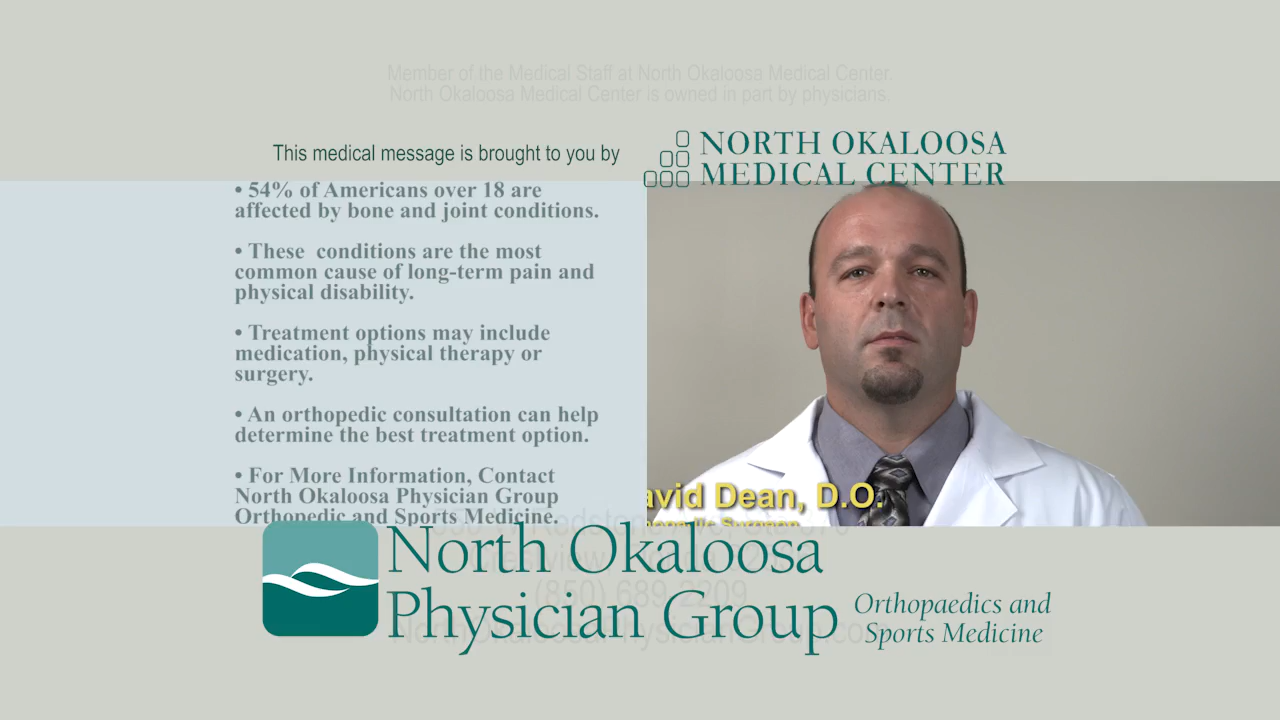 Member of the Medical Staff at North Okaloosa Medical Center.
North Okaloosa Medical Center is owned in part by physicians.
This medical message is brought to you by
NORTH OKALOOSA
MEDICAL CENTER
• 54% of Americans over 18 are
affected by bone and joint conditions.
• These conditions are the most
common cause of long-term pain and
physical disability.
• Treatment options may include
medication, physical therapy or
surgery.
• An orthopedic consultation can help
determine the best treatment option.
• For More Information, Contact
North Okaloosa Physician Group
Orthopedic and Sports Medicine.
avid Dean, D.O.
Surgeon
North Okaloosa
Physician Group
Orthopaedics and
Sports Medicine
(850) 689-2209
NorthOkaloosaPhysicianGroup.com